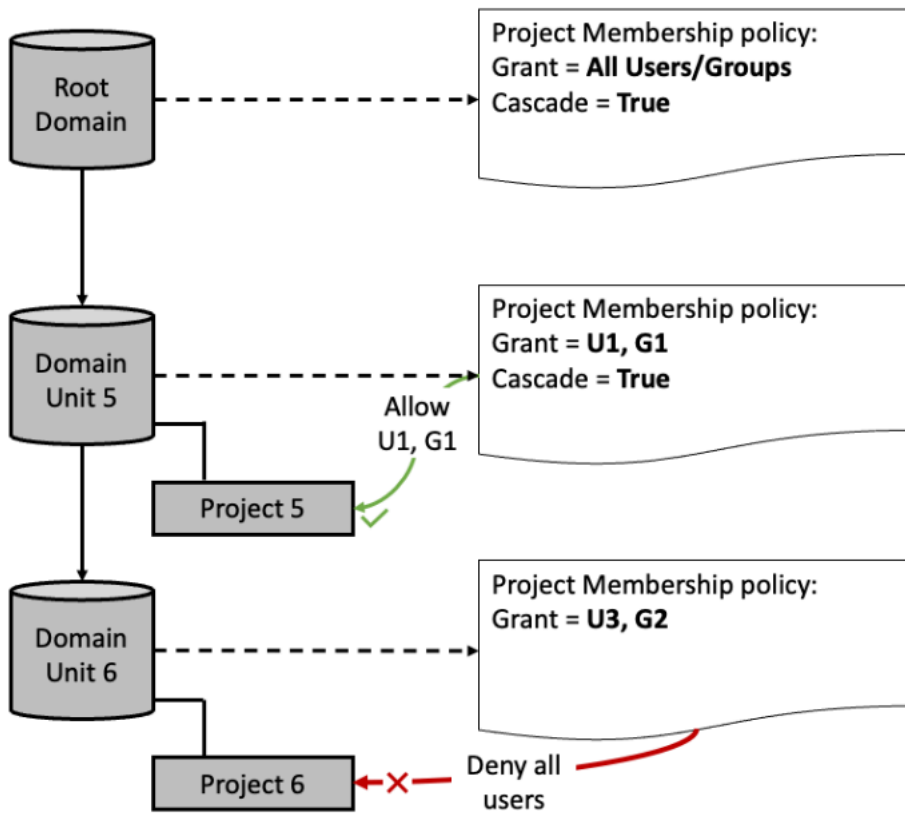 Root
Domain
Project Membership policy:
Grant = All Users/Groups
Cascade = True
Domain
Unit 5
Project Membership policy:
Grant = U1, G1
Cascade = True
Allow
U1, G1
Project 5
Domain
Unit 6
Project Membership policy:
Grant = U3, G2
Project 6
Deny all
users